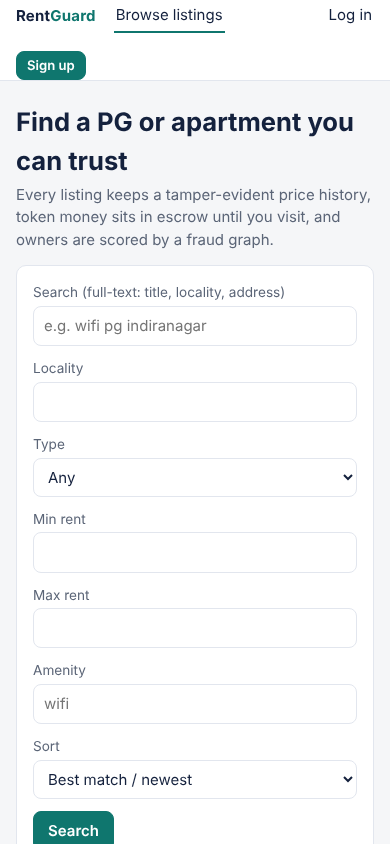 RentGuard Browse listings Log in
Sign up
Find a PG or apartment you
can trust
Every listing keeps a tamper-evident price history,
token money sits in escrow until you visit, and
owners are scored by a fraud graph.
Search (full-text: title, locality, address)
e.g. wifi pg indiranagar
Locality
Type
Any
Min rent
Max rent
Amenity
wifi
Sort
Best match / newest
Search